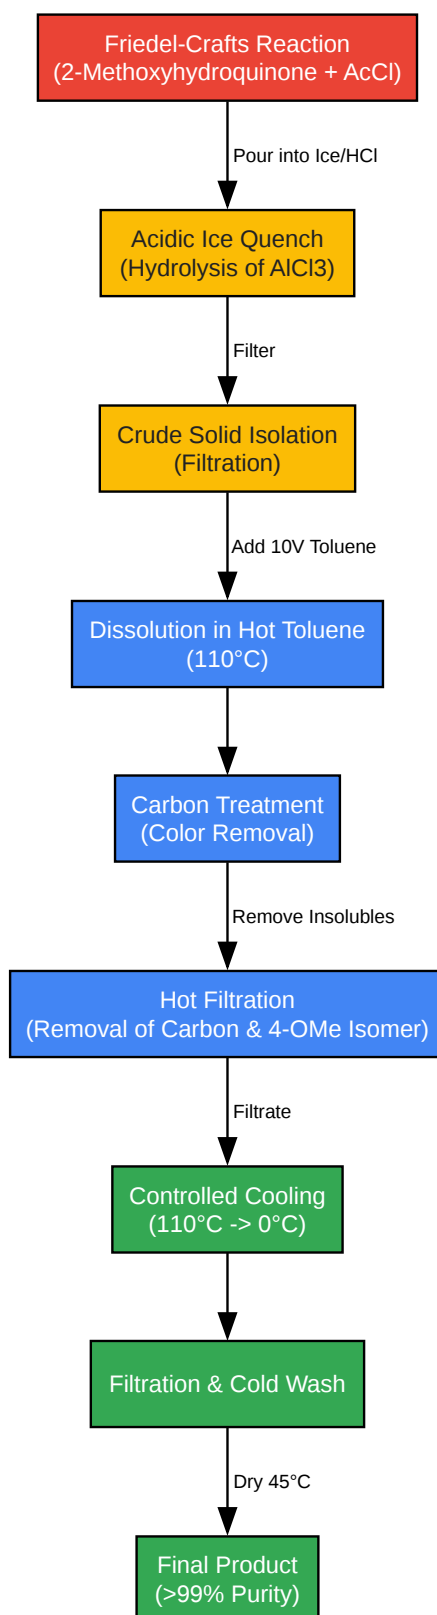 Friedel-Crafts Reaction
(2-Methoxyhydroquinone + AcCl)
Pour into Ice/HCl
Acidic Ice Quench
(Hydrolysis of AlCl3)
Filter
Crude Solid Isolation
(Filtration)
Add 10V Toluene
Dissolution in Hot Toluene
(110°C)
Carbon Treatment
(Color Removal)
Remove Insolubles
Hot Filtration
(Removal of Carbon & 4-OMe Isomer)
Filtrate
Controlled Cooling
(110°C -> 0°C)
Filtration & Cold Wash
Dry 45°C
Final Product
(>99% Purity)